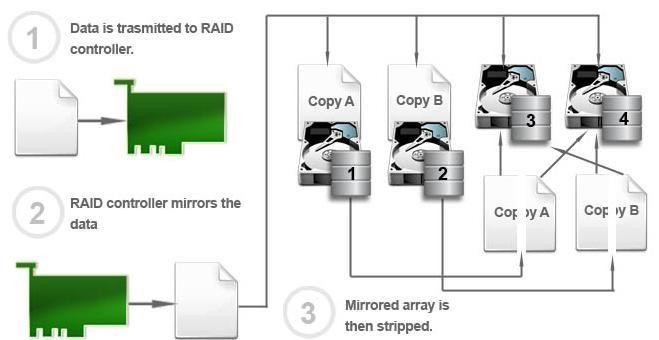 1
Data is trasmitted to RAID
controller.
2
RAID controller mirrors the
data
Copy A
Copy B
1
2
3
4
Copy A
Copy B
3
Mirrored array is
then stripped.